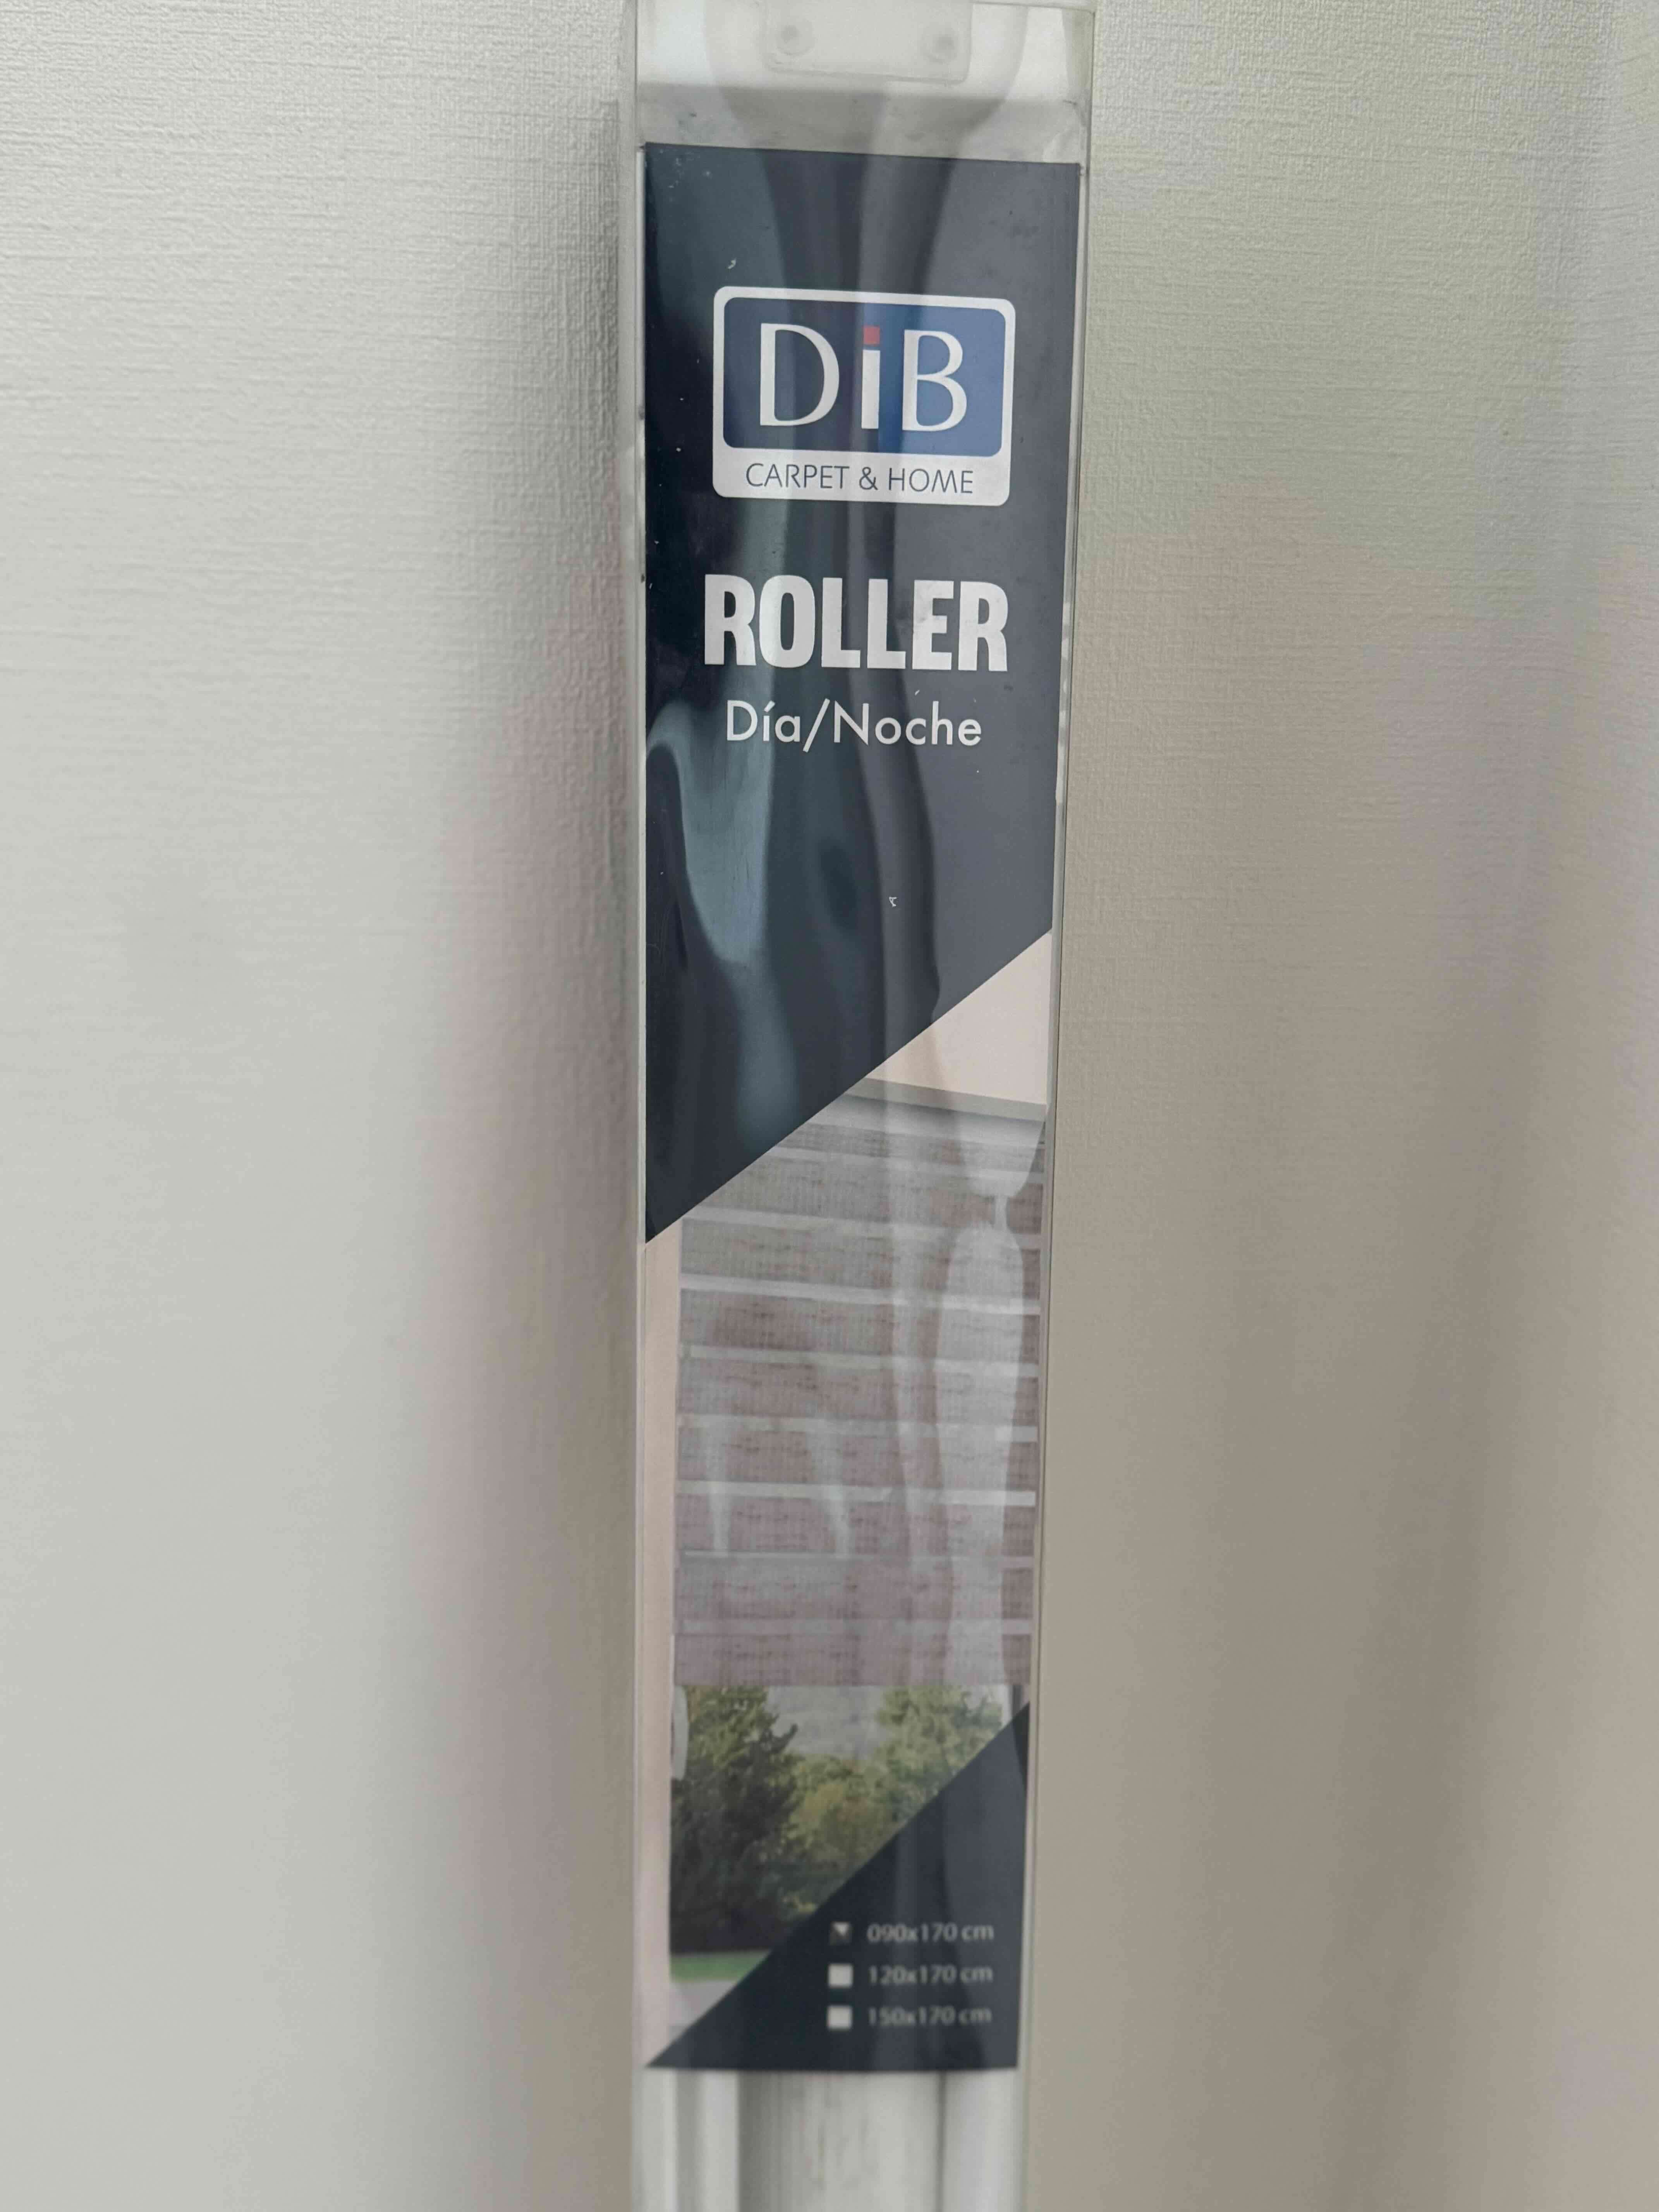 DiB
CARPET & HOME
ROLLER
Día/Noche
090x170 cm
120x170 cm
150x170 cm